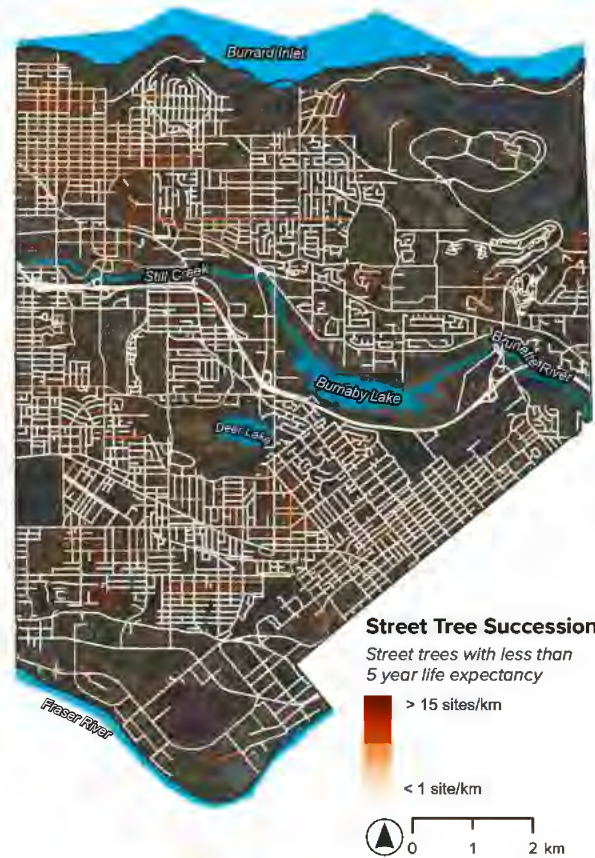 Burrard Inlet
Still Creek
Brunette River
Burnaby Lake
Deer Lake
Fraser River
Street Tree Succession
Street trees with less than
5 year life expectancy
> 15 sites/km
< 1 site/km
0 1 2 km